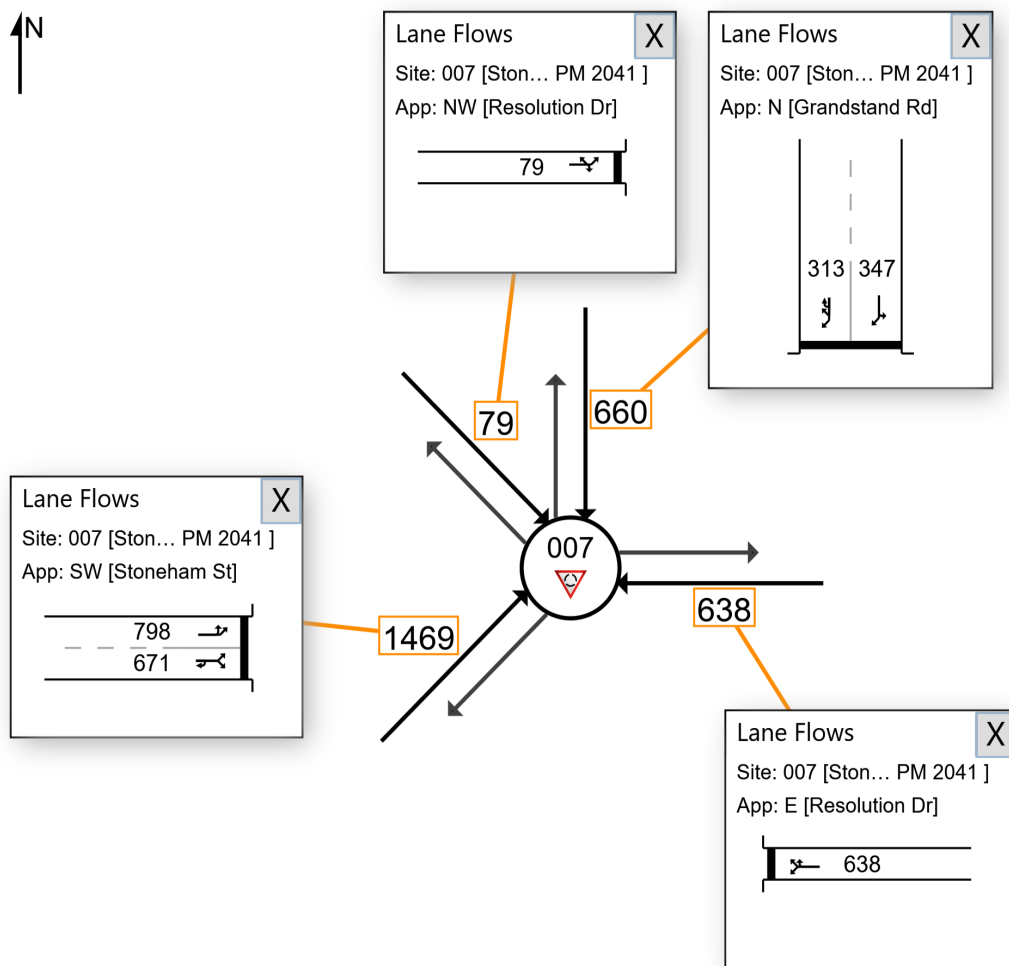 N
Lane Flows
X
Site: 007 [Ston... PM 2041 ]
App: NW [Resolution Dr]
79
Lane Flows
X
Site: 007 [Ston... PM 2041 ]
App: N [Grandstand Rd]
313 347
79
660
Lane Flows
X
Site: 007 [Ston... PM 2041 ]
App: SW [Stoneham St]
798
671
007
1469
638
Lane Flows
X
Site: 007 [Ston... PM 2041 ]
App: E [Resolution Dr]
638